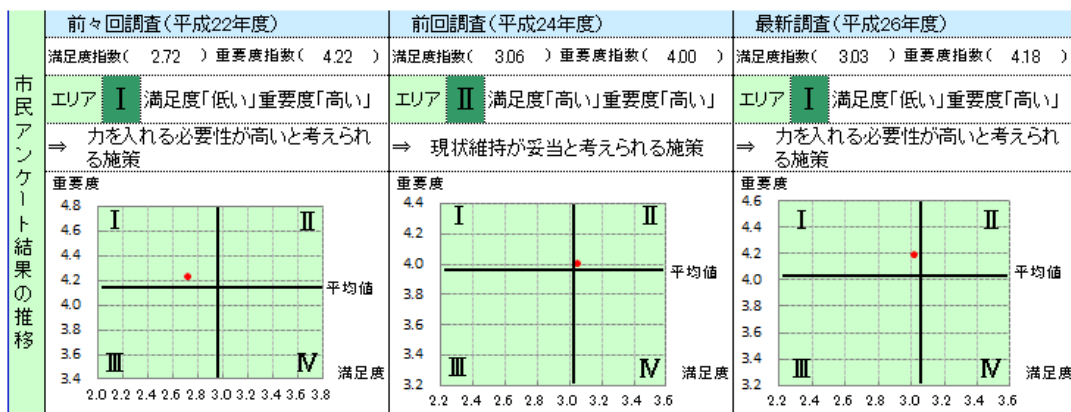 市民アンケート結果の推移
前々回調査(平成22年度)
満足度指数( 2.72 )重要度指数( 4.22 )
エリア Ⅰ 満足度「低い」重要度「高い」
⇒ 力を入れる必要性が高いと考えられ
る施策
重要度
4.8
4.6
4.4
4.2
4.0
3.8
3.6
3.4
Ⅰ Ⅱ
平均値
Ⅲ Ⅳ
満足度
2.0 2.2 2.4 2.6 2.8 3.0 3.2 3.4 3.6 3.8
前回調査(平成24年度)
満足度指数( 3.06 )重要度指数( 4.00 )
エリア Ⅱ 満足度「高い」重要度「高い」
⇒ 現状維持が妥当と考えられる施策
重要度
4.4
4.2
4.0
3.8
3.6
3.4
3.2
Ⅰ Ⅱ
平均値
Ⅲ Ⅳ
満足度
2.2 2.4 2.6 2.8 3.0 3.2 3.4 3.6
最新調査(平成26年度)
満足度指数( 3.03 )重要度指数( 4.18 )
エリア Ⅰ 満足度「低い」重要度「高い」
⇒ 力を入れる必要性が高いと考えられ
る施策
重要度
4.6
4.4
4.2
4.0
3.8
3.6
3.4
3.2
Ⅰ Ⅱ
平均値
Ⅲ Ⅳ
満足度
2.2 2.4 2.6 2.8 3.0 3.2 3.4 3.6